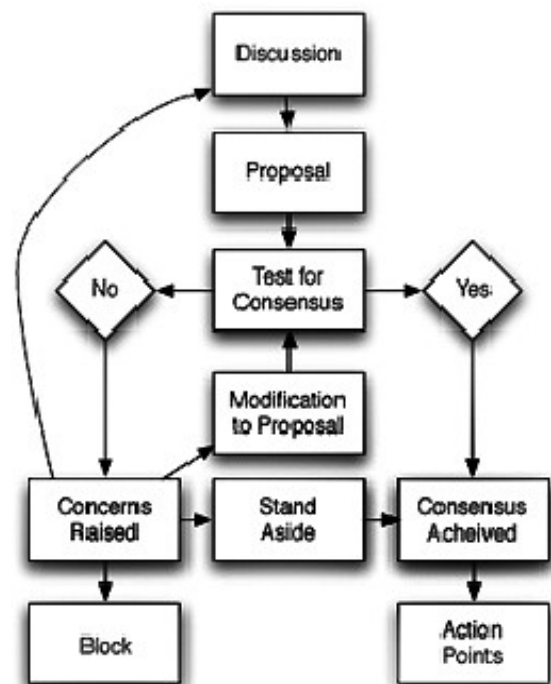 Discussion
Proposal
No
Test for
Consensus
Yes
Modification
to Proposal
Concerns
Raised
Stand
Aside
Consensus
Acheived
Block
Action
Points